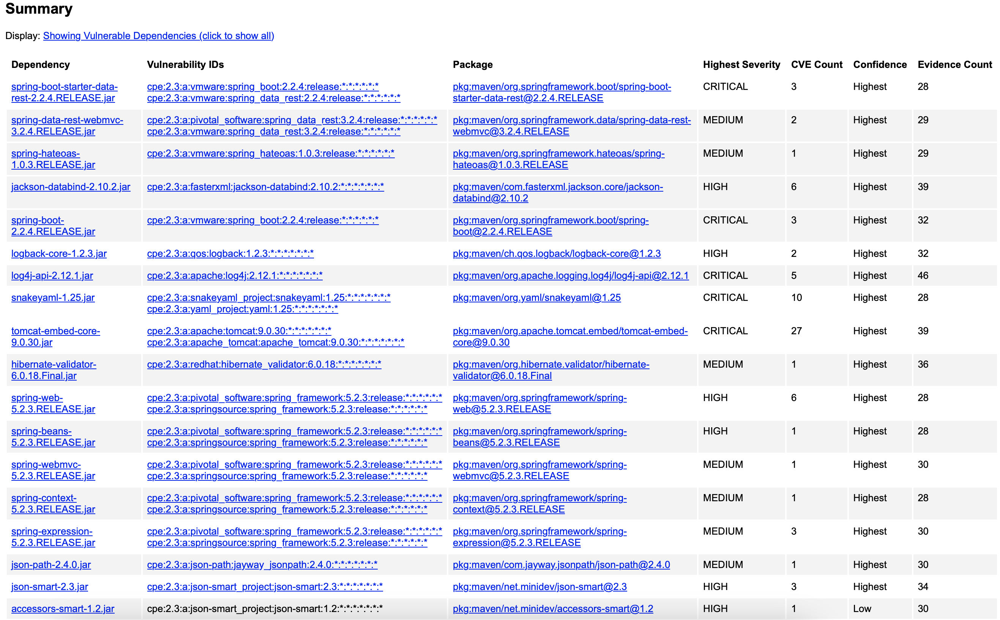 Summary
Display: Showing Vulnerable Dependencies (click to show all)
Dependency Vulnerability IDs Package Highest Severity CVE Count Confidence Evidence Count
spring-boot-starter-data- cpe:2.3:a:vmware:spring_boot:2.2.4:release:*:*:*:*:*:* pkg:maven/org.springframework.boot/spring-boot- CRITICAL 3 Highest 28
rest-2.2.4.RELEASE.jar cpe:2.3:a:vmware:spring_data_rest:2.2.4:release:*:*:*:*:*:* starter-data-rest@2.2.4.RELEASE
spring-data-rest-webmvc- cpe:2.3:a:pivotal_software:spring_data_rest:3.2.4:release:*:*:*:*:*:* pkg:maven/org.springframework.data/spring-data-rest- MEDIUM 2 Highest 29
3.2.4.RELEASE.jar cpe:2.3:a:vmware:spring_data_rest:3.2.4:release:*:*:*:*:*:* webmvc@3.2.4.RELEASE
spring-hateoas- cpe:2.3:a:vmware:spring_hateoas:1.0.3:release:*:*:*:*:*:* pkg:maven/org.springframework.hateoas/spring- MEDIUM 1 Highest 29
1.0.3.RELEASE.jar hateoas@1.0.3.RELEASE
jackson-databind-2.10.2.jar cpe:2.3:a:fasterxml:jackson-databind:2.10.2:*:*:*:*:*:*:* pkg:maven/com.fasterxml.jackson.core/jackson- HIGH 6 Highest 39
databind@2.10.2
spring-boot- cpe:2.3:a:vmware:spring_boot:2.2.4:release:*:*:*:*:*:* pkg:maven/org.springframework.boot/spring- CRITICAL 3 Highest 32
2.2.4.RELEASE.jar boot@2.2.4.RELEASE
logback-core-1.2.3.jar cpe:2.3:a:qos:logback:1.2.3:*:*:*:*:*:*:* pkg:maven/ch.qos.logback/logback-core@1.2.3 HIGH 2 Highest 32
log4j-api-2.12.1.jar cpe:2.3:a:apache:log4j:2.12.1:*:*:*:*:*:*:* pkg:maven/org.apache.logging.log4j/log4j-api@2.12.1 CRITICAL 5 Highest 46
snakeyaml-1.25.jar cpe:2.3:a:snakeyaml_project:snakeyaml:1.25:*:*:*:*:*:*:* pkg:maven/org.yaml/snakeyaml@1.25 CRITICAL 10 Highest 28
cpe:2.3:a:yaml_project:yaml:1.25:*:*:*:*:*:*:*
tomcat-embed-core- cpe:2.3:a:apache:tomcat:9.0.30:*:*:*:*:*:*:* pkg:maven/org.apache.tomcat.embed/tomcat-embed- CRITICAL 27 Highest 39
9.0.30.jar cpe:2.3:a:apache_tomcat:apache_tomcat:9.0.30:*:*:*:*:*:*:* core@9.0.30
hibernate-validator- cpe:2.3:a:redhat:hibernate_validator:6.0.18:*:*:*:*:*:*:* pkg:maven/org.hibernate.validator/hibernate- MEDIUM 1 Highest 36
6.0.18.Final.jar validator@6.0.18.Final
spring-web- cpe:2.3:a:pivotal_software:spring_framework:5.2.3:release:*:*:*:*:*:* pkg:maven/org.springframework/spring- HIGH 6 Highest 28
5.2.3.RELEASE.jar cpe:2.3:a:springsource:spring_framework:5.2.3:release:*:*:*:*:*:* web@5.2.3.RELEASE
spring-beans- cpe:2.3:a:pivotal_software:spring_framework:5.2.3:release:*:*:*:*:*:* pkg:maven/org.springframework/spring- HIGH 1 Highest 28
5.2.3.RELEASE.jar cpe:2.3:a:springsource:spring_framework:5.2.3:release:*:*:*:*:*:* beans@5.2.3.RELEASE
spring-webmvc- cpe:2.3:a:pivotal_software:spring_framework:5.2.3:release:*:*:*:*:*:* pkg:maven/org.springframework/spring- MEDIUM 1 Highest 30
5.2.3.RELEASE.jar cpe:2.3:a:springsource:spring_framework:5.2.3:release:*:*:*:*:*:* webmvc@5.2.3.RELEASE
spring-context- cpe:2.3:a:pivotal_software:spring_framework:5.2.3:release:*:*:*:*:*:* pkg:maven/org.springframework/spring- MEDIUM 1 Highest 28
5.2.3.RELEASE.jar cpe:2.3:a:springsource:spring_framework:5.2.3:release:*:*:*:*:*:* context@5.2.3.RELEASE
spring-expression- cpe:2.3:a:pivotal_software:spring_framework:5.2.3:release:*:*:*:*:*:* pkg:maven/org.springframework/spring- MEDIUM 3 Highest 30
5.2.3.RELEASE.jar cpe:2.3:a:springsource:spring_framework:5.2.3:release:*:*:*:*:*:* expression@5.2.3.RELEASE
json-path-2.4.0.jar cpe:2.3:a:json-path:jayway_jsonpath:2.4.0:*:*:*:*:*:*:* pkg:maven/com.jayway.jsonpath/json-path@2.4.0 MEDIUM 1 Highest 30
json-smart-2.3.jar cpe:2.3:a:json-smart_project:json-smart:2.3:*:*:*:*:*:*:* pkg:maven/net.minidev/json-smart@2.3 HIGH 3 Highest 34
accessors-smart-1.2.jar cpe:2.3:a:json-smart_project:json-smart:1.2:*:*:*:*:*:*:* pkg:maven/net.minidev/accessors-smart@1.2 HIGH 1 Low 30